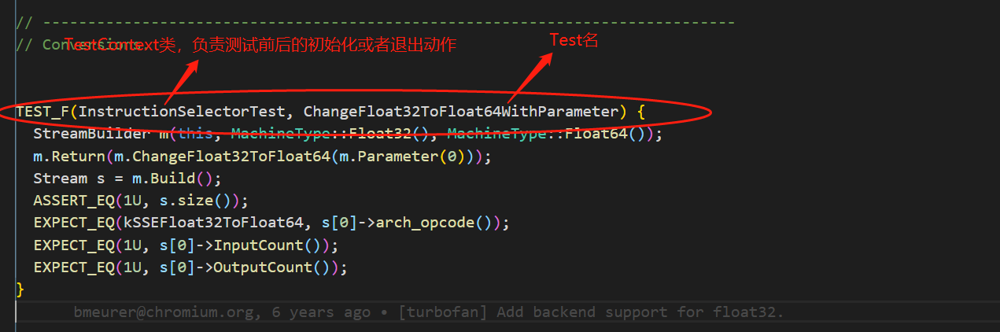 // -----------------------------------------------------------------------------
// Conversions.
TestContext类，负责测试前后的初始化或者退出动作
Test名
TEST_F(InstructionSelectorTest, ChangeFloat32ToFloat64WithParameter) {
StreamBuilder m(this, MachineType::Float32(), MachineType::Float64());
m.Return(m.ChangeFloat32ToFloat64(m.Parameter(0)));
Stream s = m.Build();
ASSERT_EQ(1U, s.size());
EXPECT_EQ(kSSEFloat32ToFloat64, s[0]->arch_opcode());
EXPECT_EQ(1U, s[0]->InputCount());
EXPECT_EQ(1U, s[0]->OutputCount());
}
bmeurer@chromium.org, 6 years ago • [turbofan] Add backend support for float32.